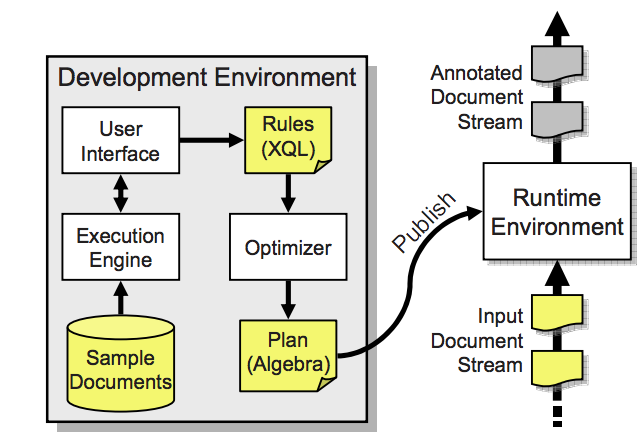 Development Environment
User
Interface
Rules
(XQL)
Execution
Engine
Optimizer
Sample
Documents
Plan
(Algebra)
Publish
Annotated
Document
Stream
Runtime
Environment
Input
Document
Stream